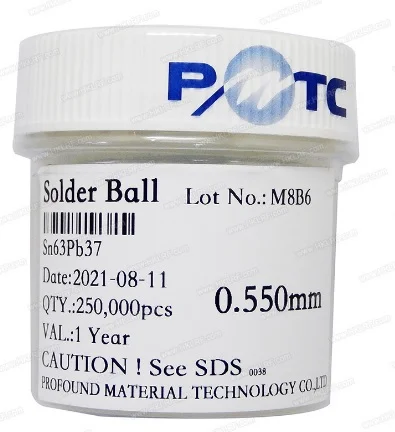 PMTC
Solder Ball Lot No.: M8B6
Sn63Pb37
Date:2021-08-11
QTY.:250,000pcs 0.550mm
VAL.:1 Year
CAUTION ! See SDS 0038
PROFOUND MATERIAL TECHNOLOGY CO.,LTD